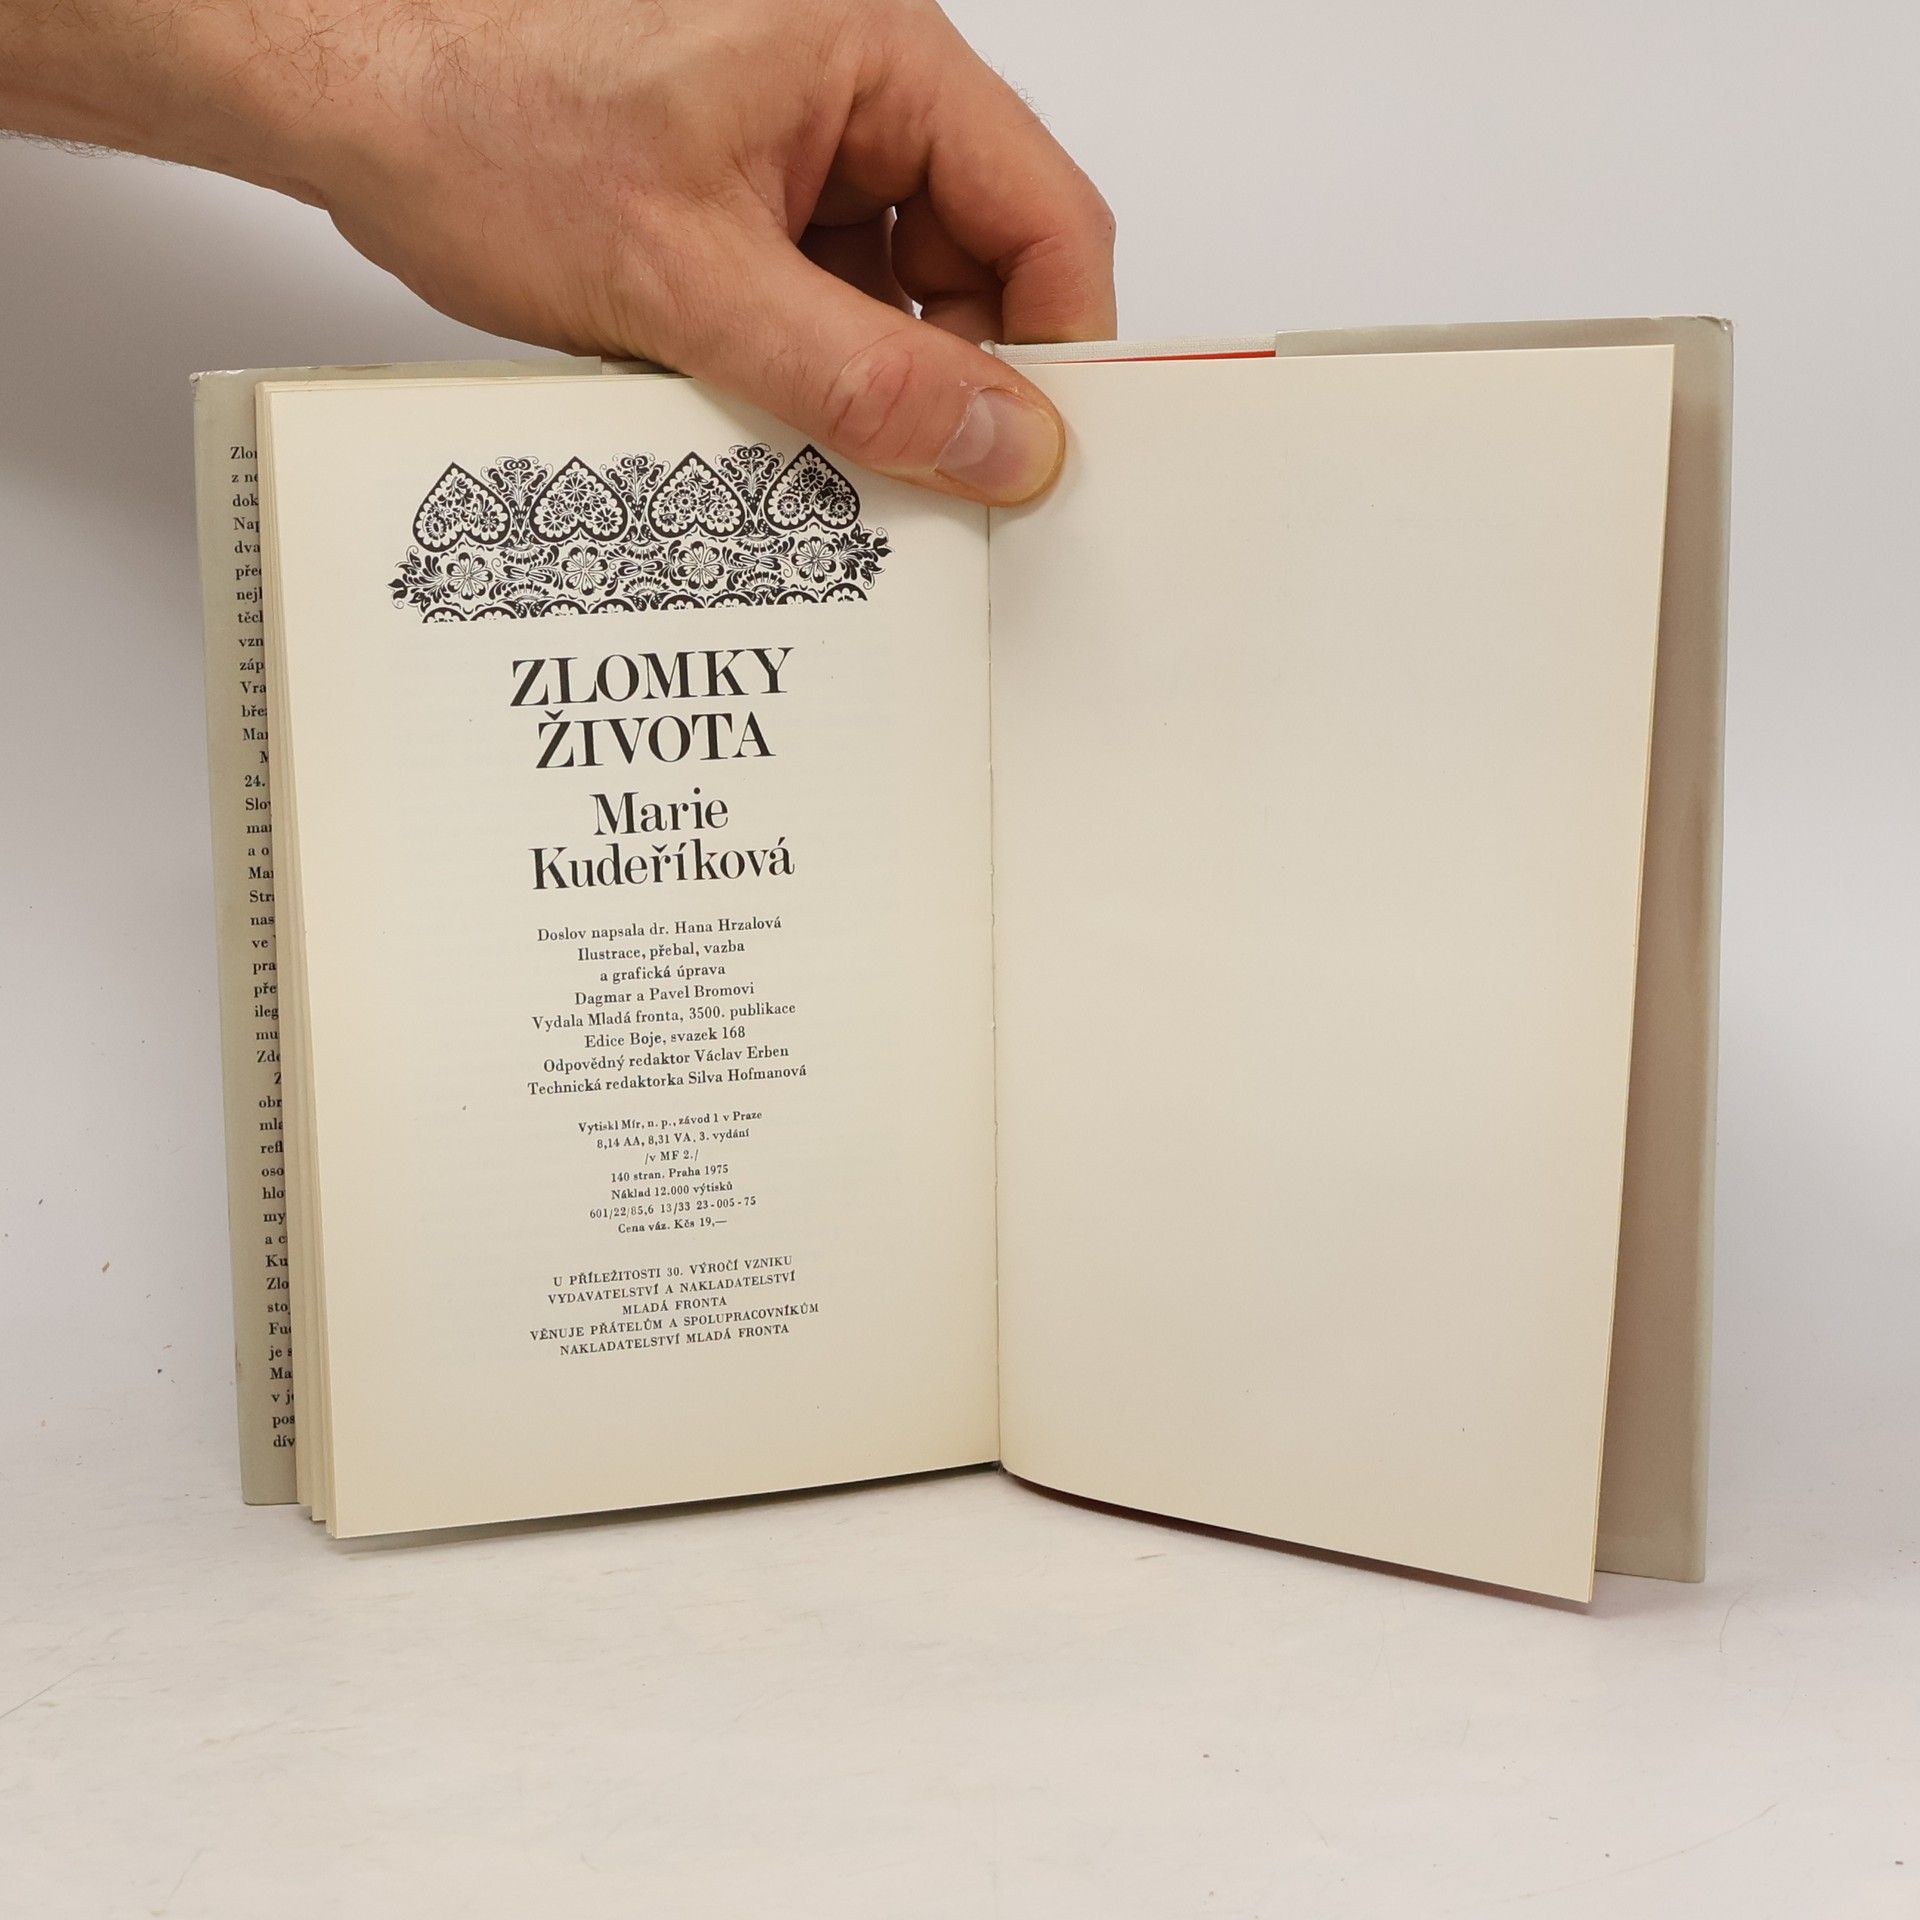 ZLOMKY
ŽIVOTA
Marie
Kudeříková
Doslov napsala dr. Hana Hrzalová
Ilustrace, přebal, vazba
a grafická úprava
Dagmar a Pavel Bromovi
Vydala Mladá fronta, 3500. publikace
Edice Boje, svazek 168
Odpovědný redaktor Václav Erben
Technická redaktorka Silva Hofmanová
Vytiskl Mír, n. p., závod 1 v Praze
8,14 AA, 8,31 VA. 3. vydání
/v MF 2./
140 stran. Praha 1975
Náklad 12.000 výtisků
601/22/85,6 13/33 23-005-75
Cena váz. Kčs 19,—
U PŘÍLEŽITOSTI 30. VÝROČÍ VZNIKU
VYDAVATELSTVÍ A NAKLADATELSTVÍ
MLADÁ FRONTA
VĚNUJE PŘÁTELŮM A SPOLUPRACOVNÍKŮM
NAKLADATELSTVÍ MLADÁ FRONTA